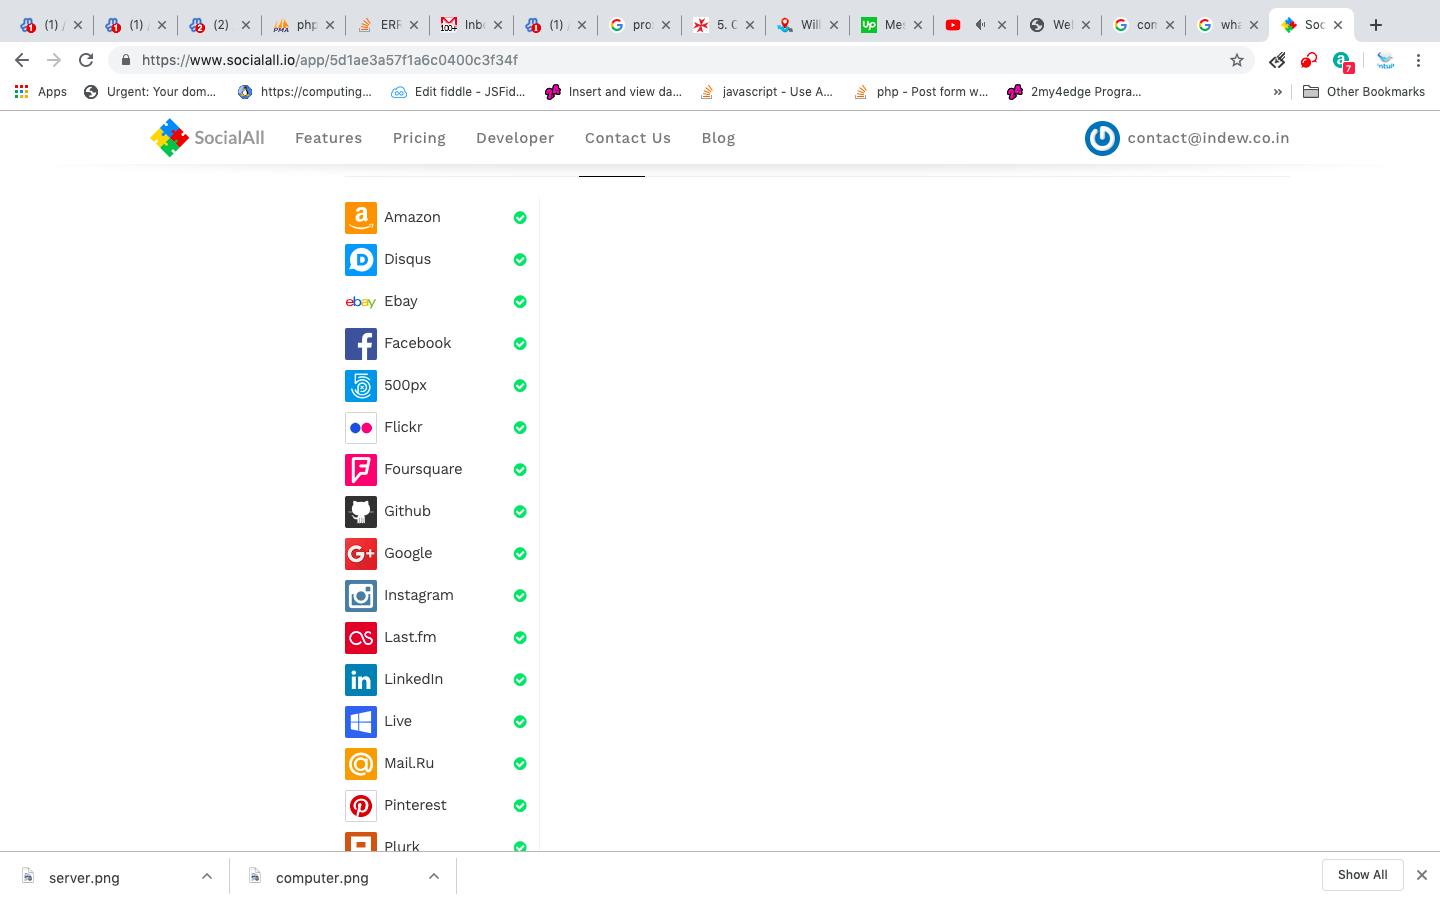 (1) (1) (2) php ERR Inb (1) pro 5. C Will Me We con wha Soc
https://www.socialall.io/app/5d1ae3a57f1a6c0400c3f34f
Apps Urgent: Your dom... https://computing... Edit fiddle - JSFid... Insert and view da... javascript - Use A... php - Post form w... 2my4edge Progra... » Other Bookmarks
SocialAll Features Pricing Developer Contact Us Blog contact@indew.co.in
Amazon
Disqus
Ebay
Facebook
500px
Flickr
Foursquare
Github
Google
Instagram
Last.fm
LinkedIn
Live
Mail.Ru
Pinterest
Plurk
server.png computer.png Show All